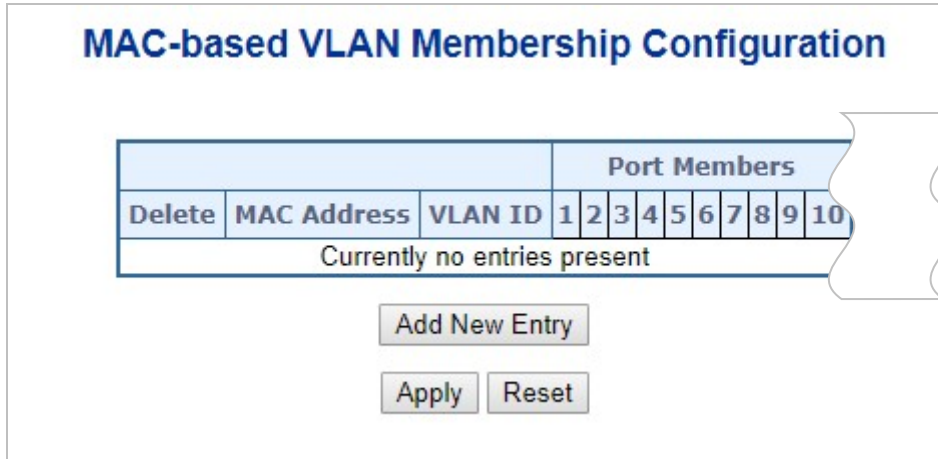 MAC-based VLAN Membership Configuration
Port Members
Delete MAC Address VLAN ID 1 2 3 4 5 6 7 8 9 10
Currently no entries present
Add New Entry
Apply Reset